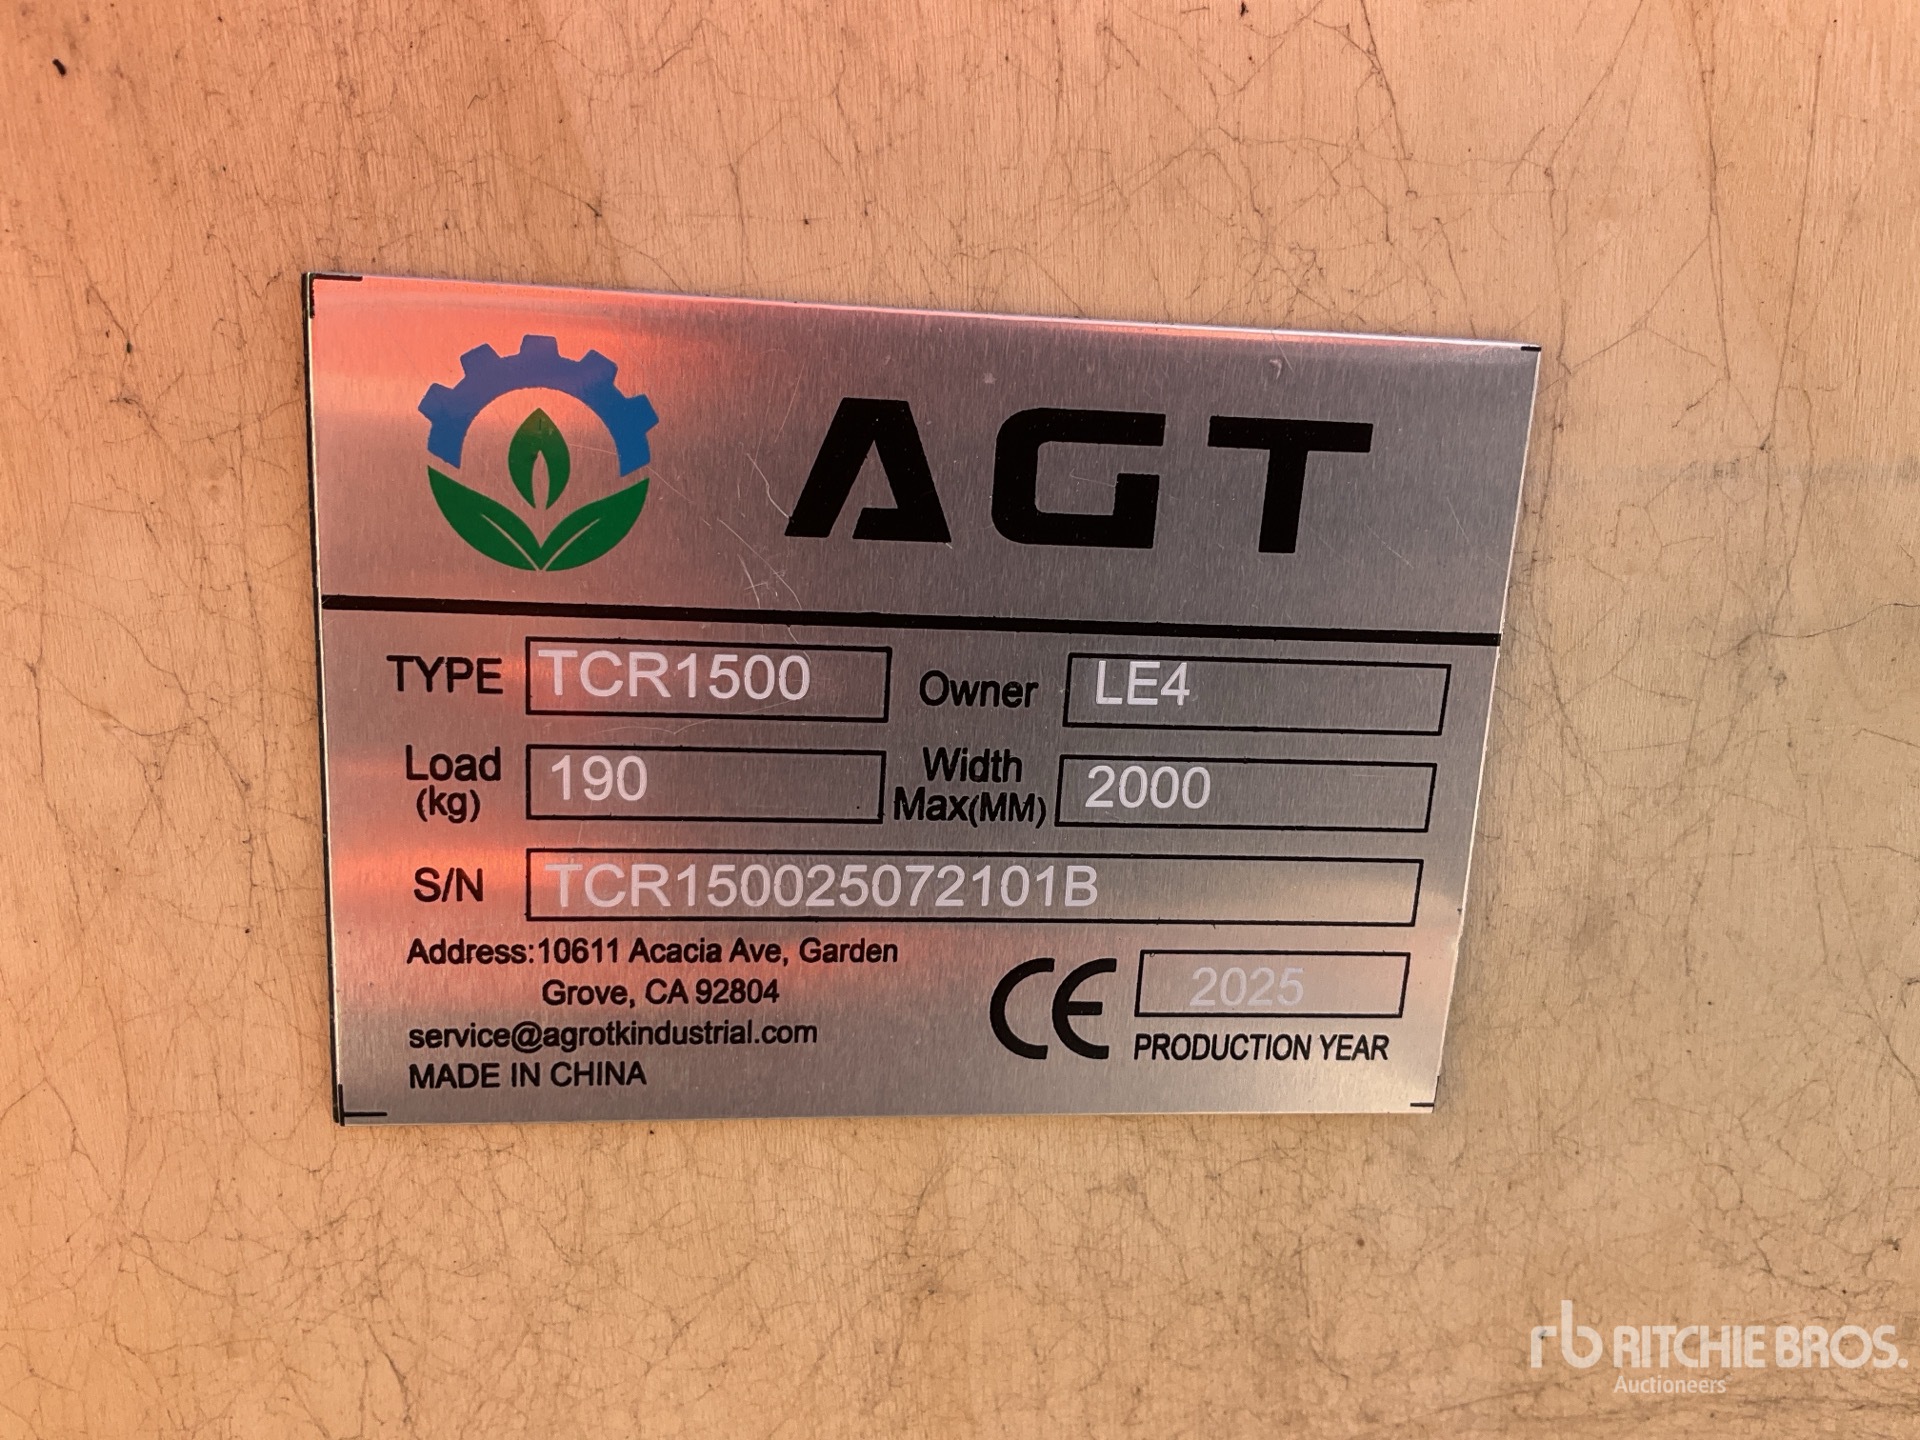 AGT
TYPE TCR1500 Owner LE4
Load (kg) 190 Width Max(MM) 2000
S/N TCR150025072101B
Address:10611 Acacia Ave, Garden
Grove, CA 92804
service@agrotkindustrial.com
MADE IN CHINA
CE 2025
PRODUCTION YEAR
rb RITCHIE BROS.
Auctioneers